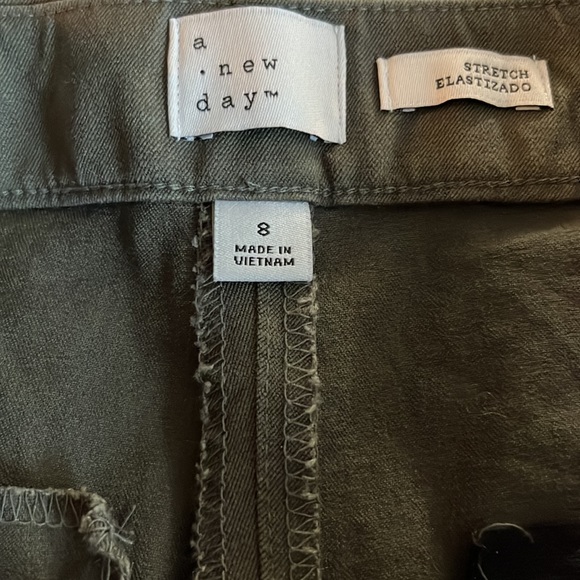 a
.new
day™
STRETCH
ELASTIZADO
8
MADE IN
VIETNAM